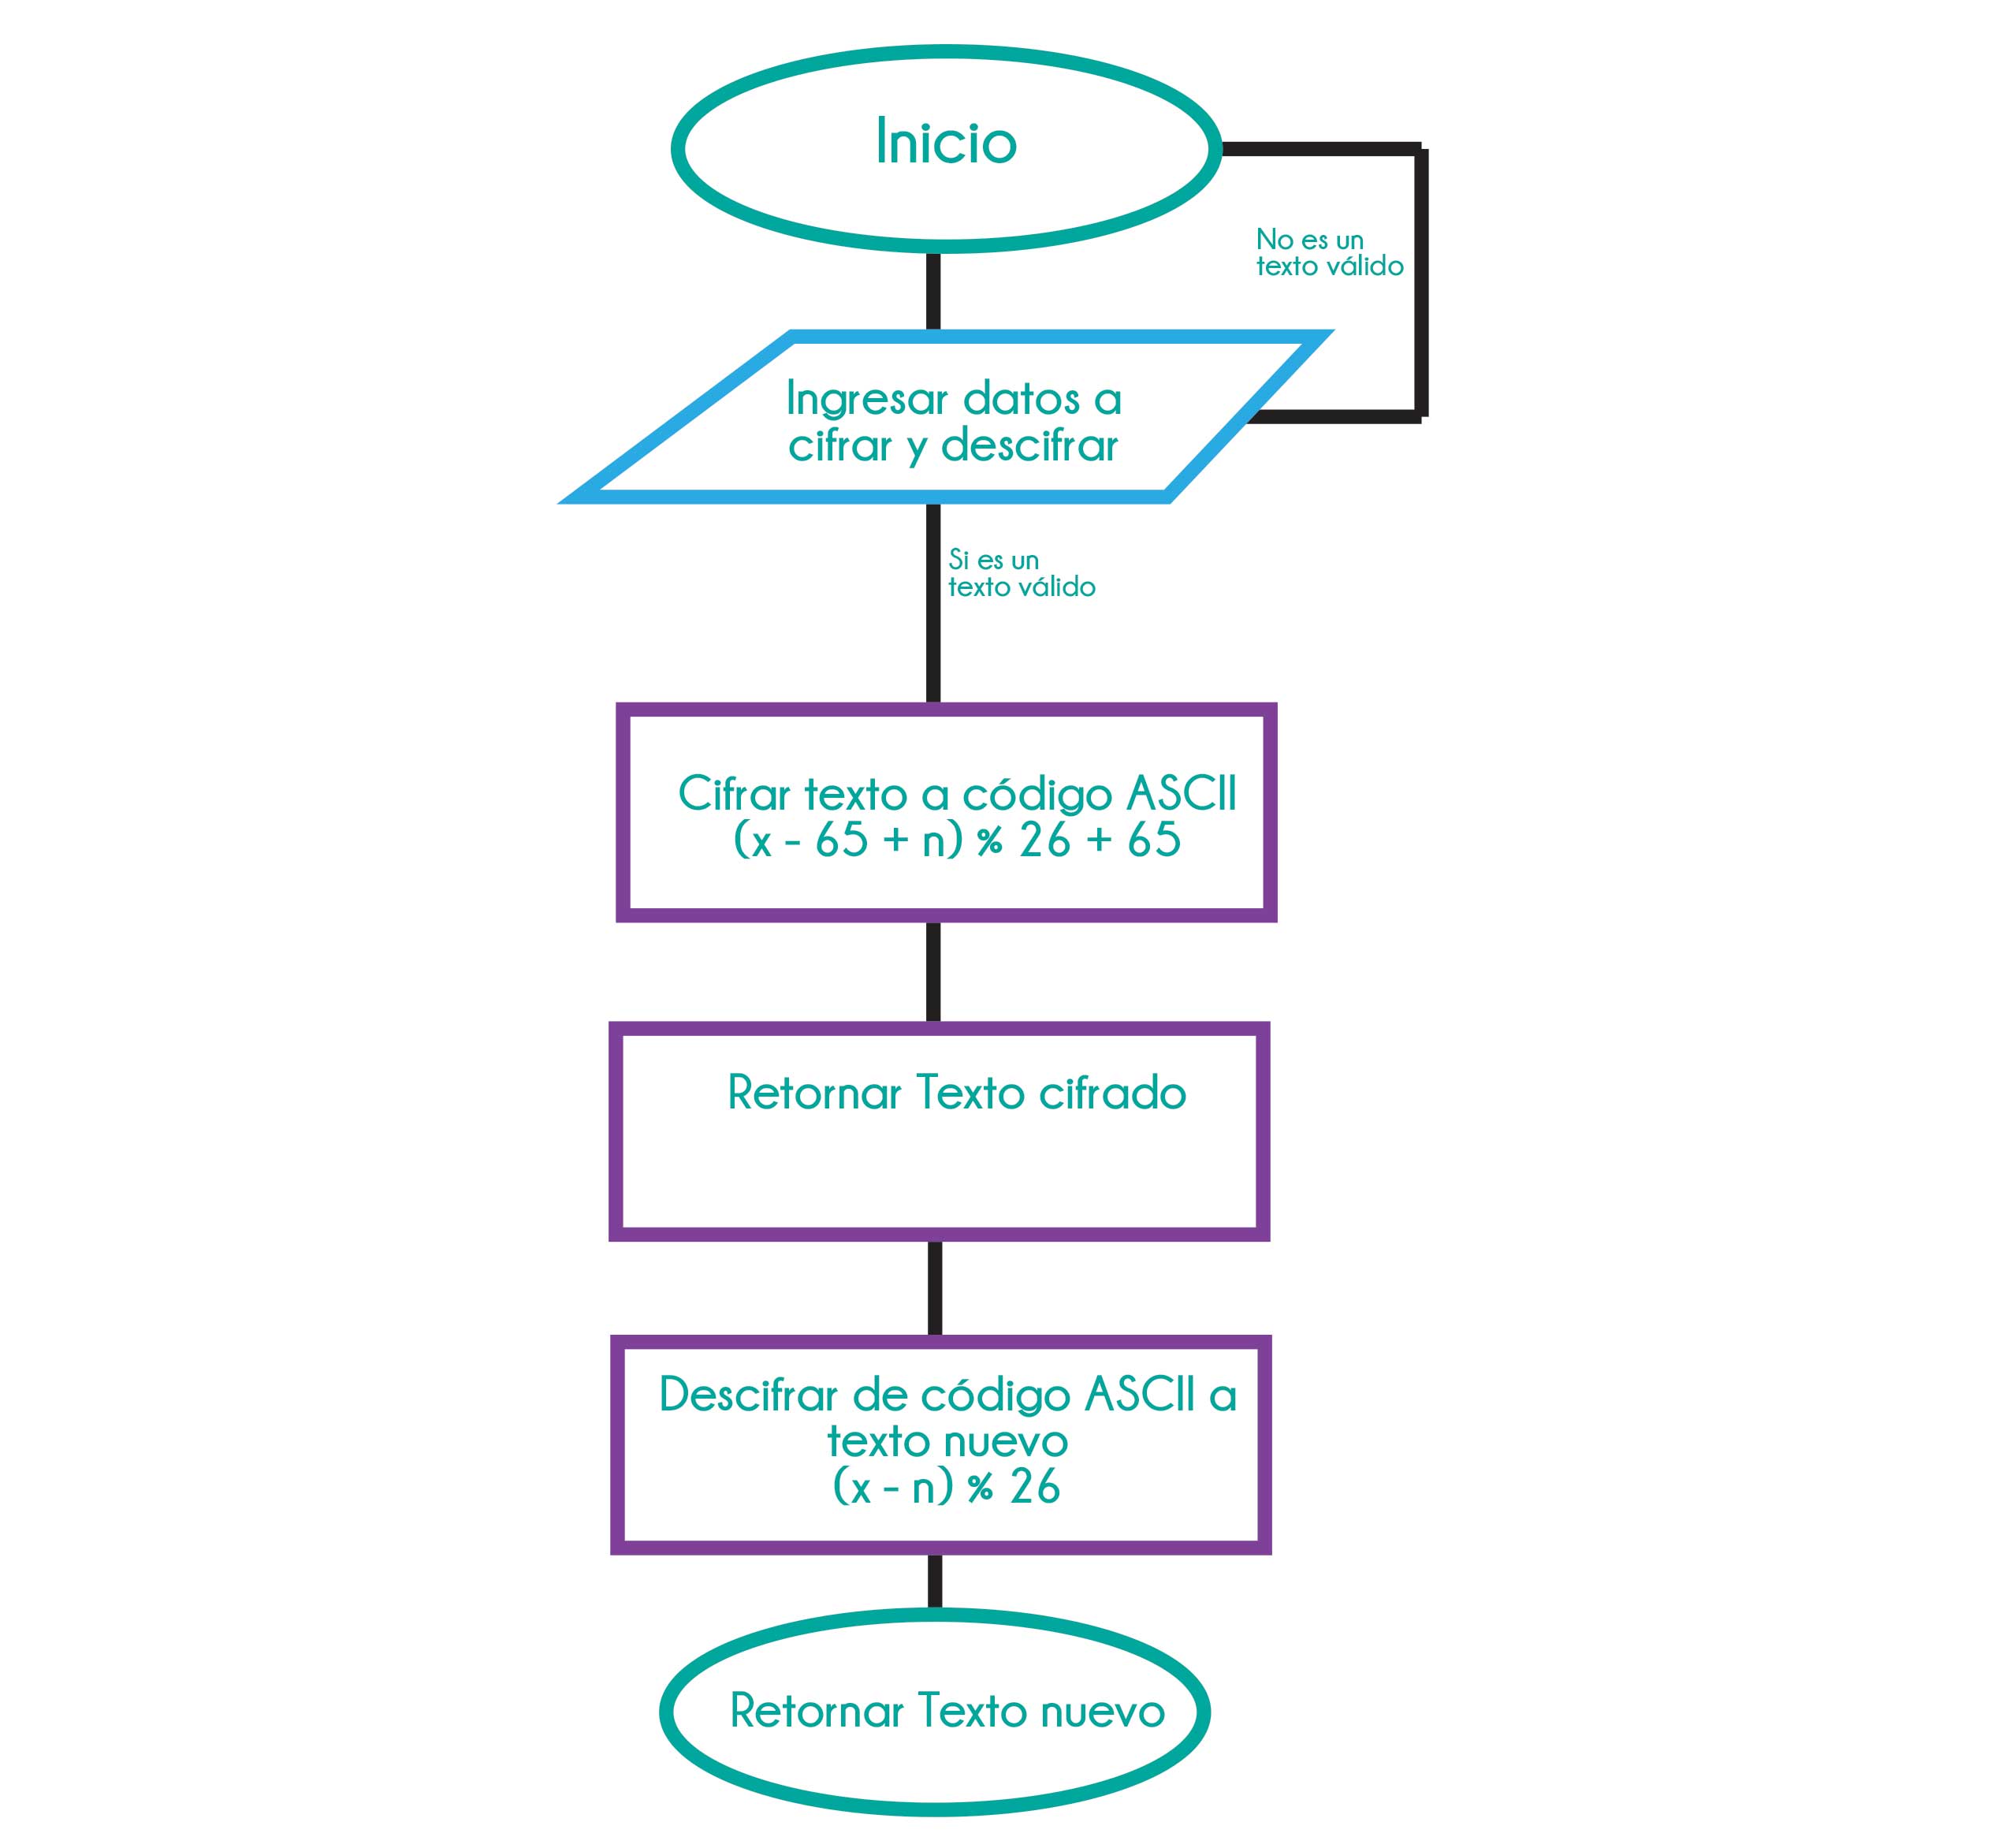 Inicio
No es un
texto válido
Ingresar datos a
cifrar y descifrar
Si es un
texto válido
Cifrar texto a código ASCII
(x - 65 + n) % 26 + 65
Retornar Texto cifrado
Descifrar de código ASCII a
texto nuevo
(x - n) % 26
Retornar Texto nuevo